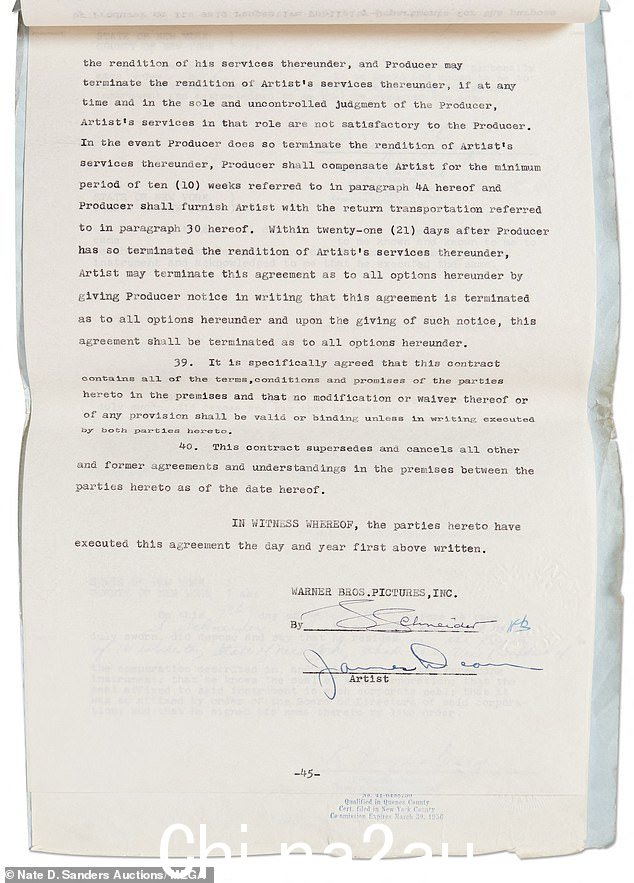 the rendition of his services thereunder, and Producer may
terminate the rendition of Artist's services thereunder, if at any
time and in the sole and uncontrolled judgment of the Producer,
Artist's services in that role are not satisfactory to the Producer.
In the event Producer does so terminate the rendition of Artist's
services thereunder, Producer shall compensate Artist for the minimum
period of ten (10) weeks referred to in paragraph 4A hereof and
Producer shall furnish Artist with the return transportation referred
to in paragraph 30 hereof. Within twenty-one (21) days after Producer
has so terminated the rendition of Artist's services thereunder,
Artist may terminate this agreement as to all options hereunder by
giving Producer notice in writing that this agreement is terminated
as to all options hereunder and upon the giving of such notice, this
agreement shall be terminated as to all options hereunder.
39. It is specifically agreed that this contract
contains all of the terms,conditions and promises of the parties
hereto in the premises and that no modification or waiver thereof or
of any provision shall be valid or binding unless in writing executed
by both parties hereto.
40. This contract supersedes and cancels all other
and former agreements and understandings in the premises between the
parties hereto as of the date hereof.
IN WITNESS WHEREOF, the parties hereto have
executed this agreement the day and year first above written.
WARNER BROS.PICTURES,INC.
By Schneider
James Dean
Artist
-45-
Qualified in Queens County
Cert. filed in New York County
Commission Expires March 30, 1956
Chi na2au
© Nate D. Sanders Auctions/MEGA